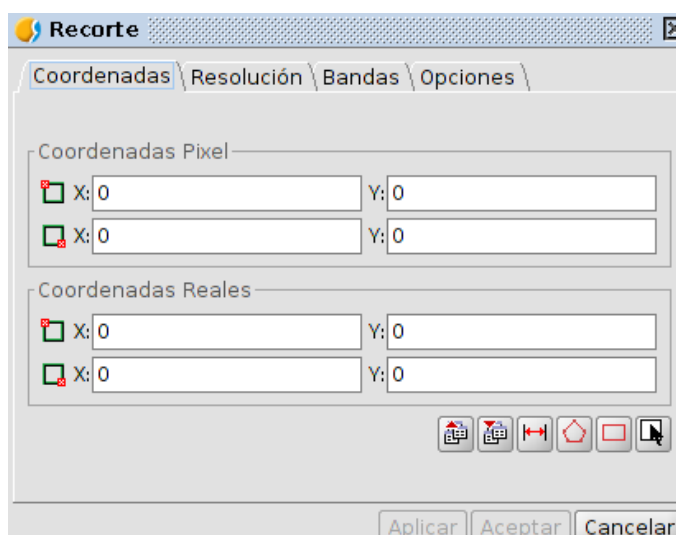 Recorte
Coordenadas Resolución Bandas Opciones
Coordenadas Pixel
X: 0 Y: 0
X: 0 Y: 0
Coordenadas Reales
X: 0 Y: 0
X: 0 Y: 0
Aplicar Aceptar Cancelar